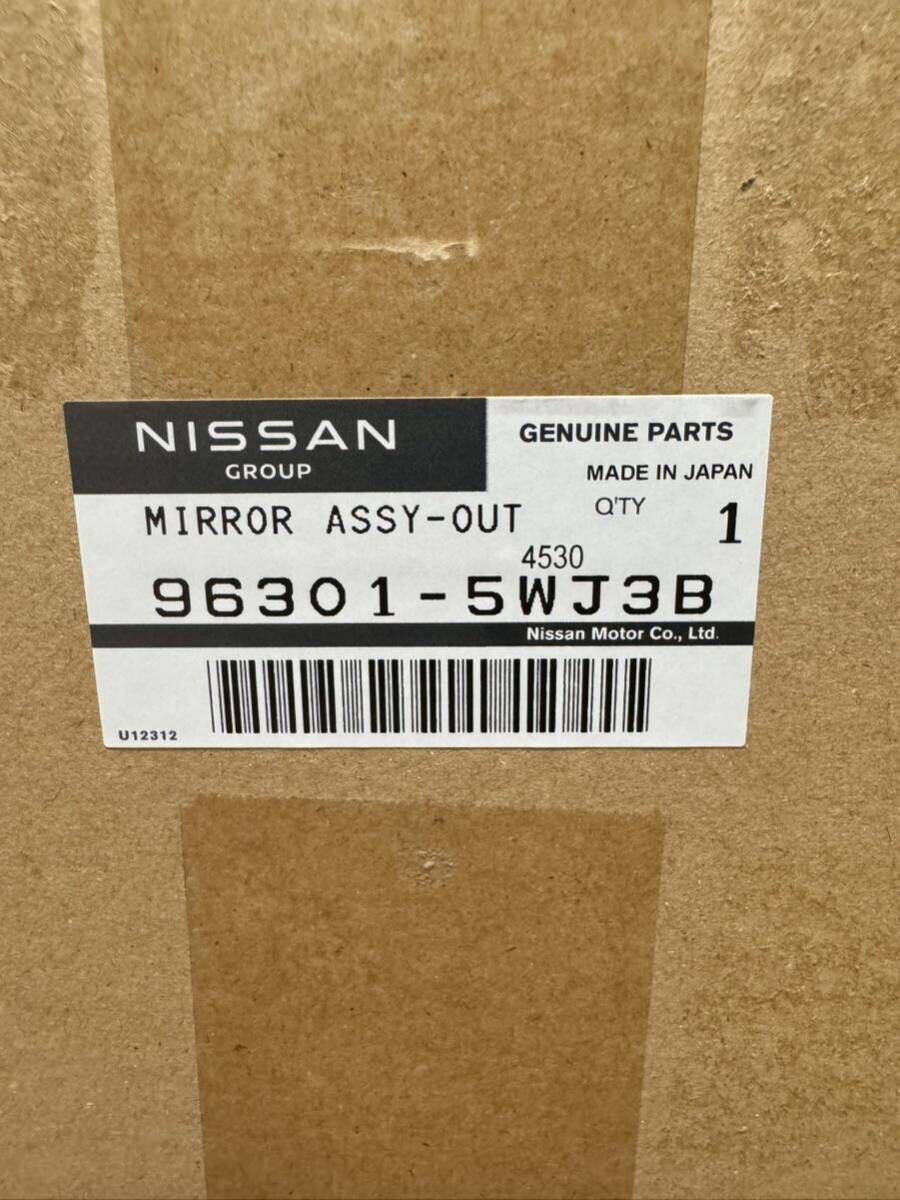 NISSAN
GROUP
GENUINE PARTS
MADE IN JAPAN
MIRROR ASSY-OUT
Q'TY 1
4530
96301-5WJ3B
Nissan Motor Co., Ltd.
U12312